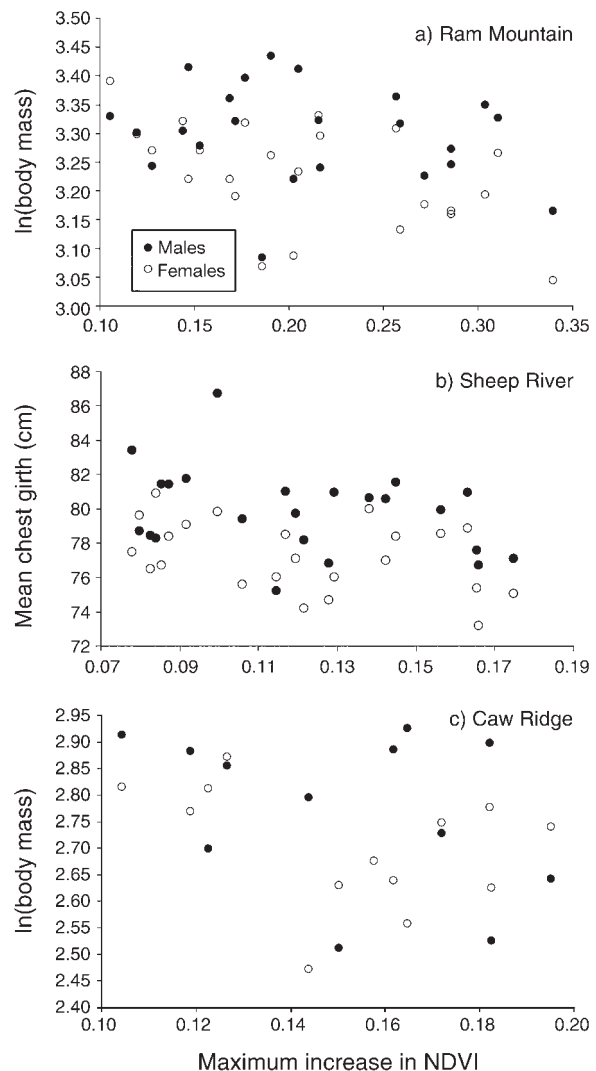 a) Ram Mountain
ln(body mass)
3.50
3.45
3.40
3.35
3.30
3.25
3.20
3.15
3.10
3.05
3.00
Males
Females
0.10 0.15 0.20 0.25 0.30 0.35
b) Sheep River
Mean chest girth (cm)
88
86
84
82
80
78
76
74
72
0.07 0.09 0.11 0.13 0.15 0.17 0.19
c) Caw Ridge
ln(body mass)
2.95
2.90
2.85
2.80
2.75
2.70
2.65
2.60
2.55
2.50
2.45
2.40
0.10 0.12 0.14 0.16 0.18 0.20
Maximum increase in NDVI